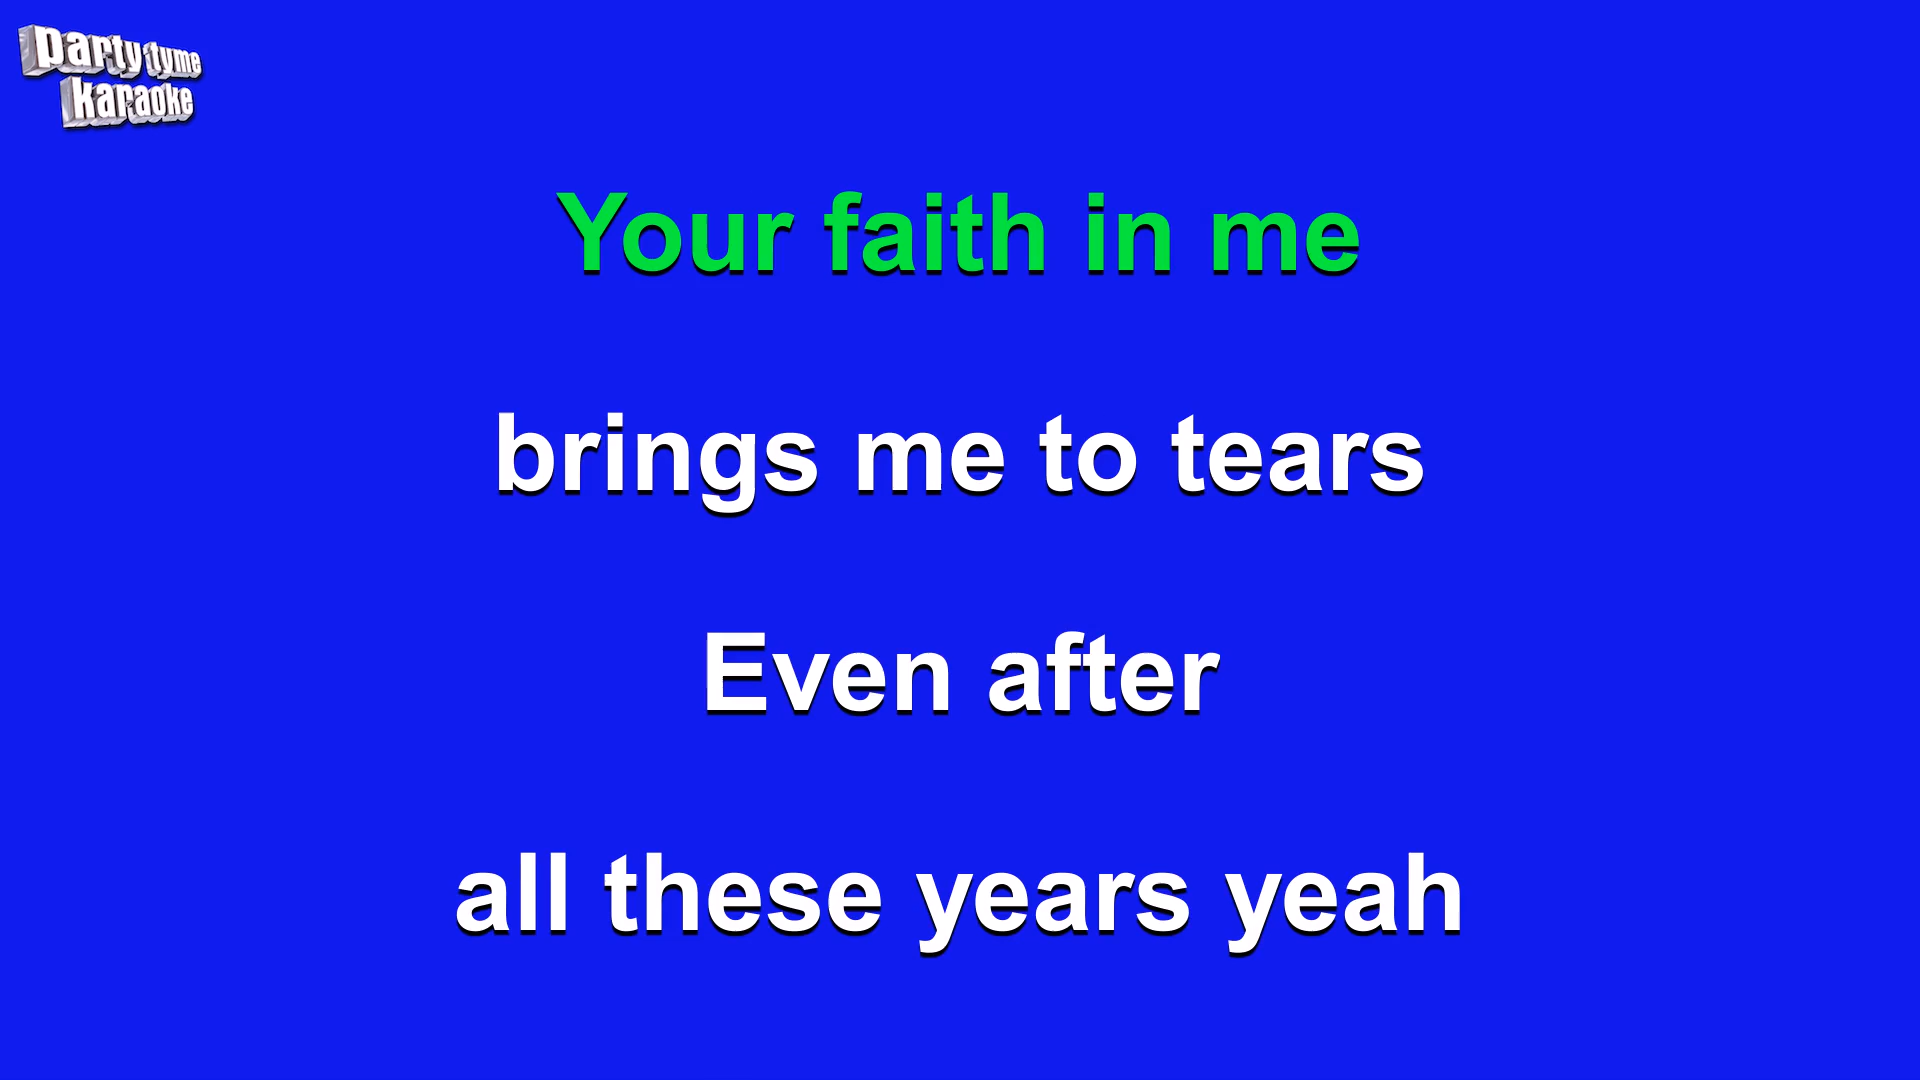 party tyme
karaoke
Your faith in me
brings me to tears
Even after
all these years yeah